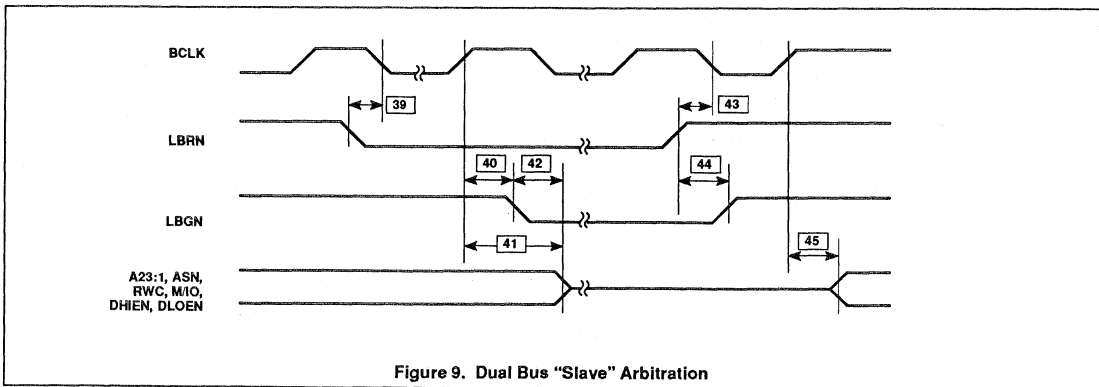 BCLK
39
43
LBRN
40
42
44
LBGN
41
45
A23:1, ASN,
RWC, M/IO,
DHIEN, DLOEN
Figure 9. Dual Bus “Slave” Arbitration